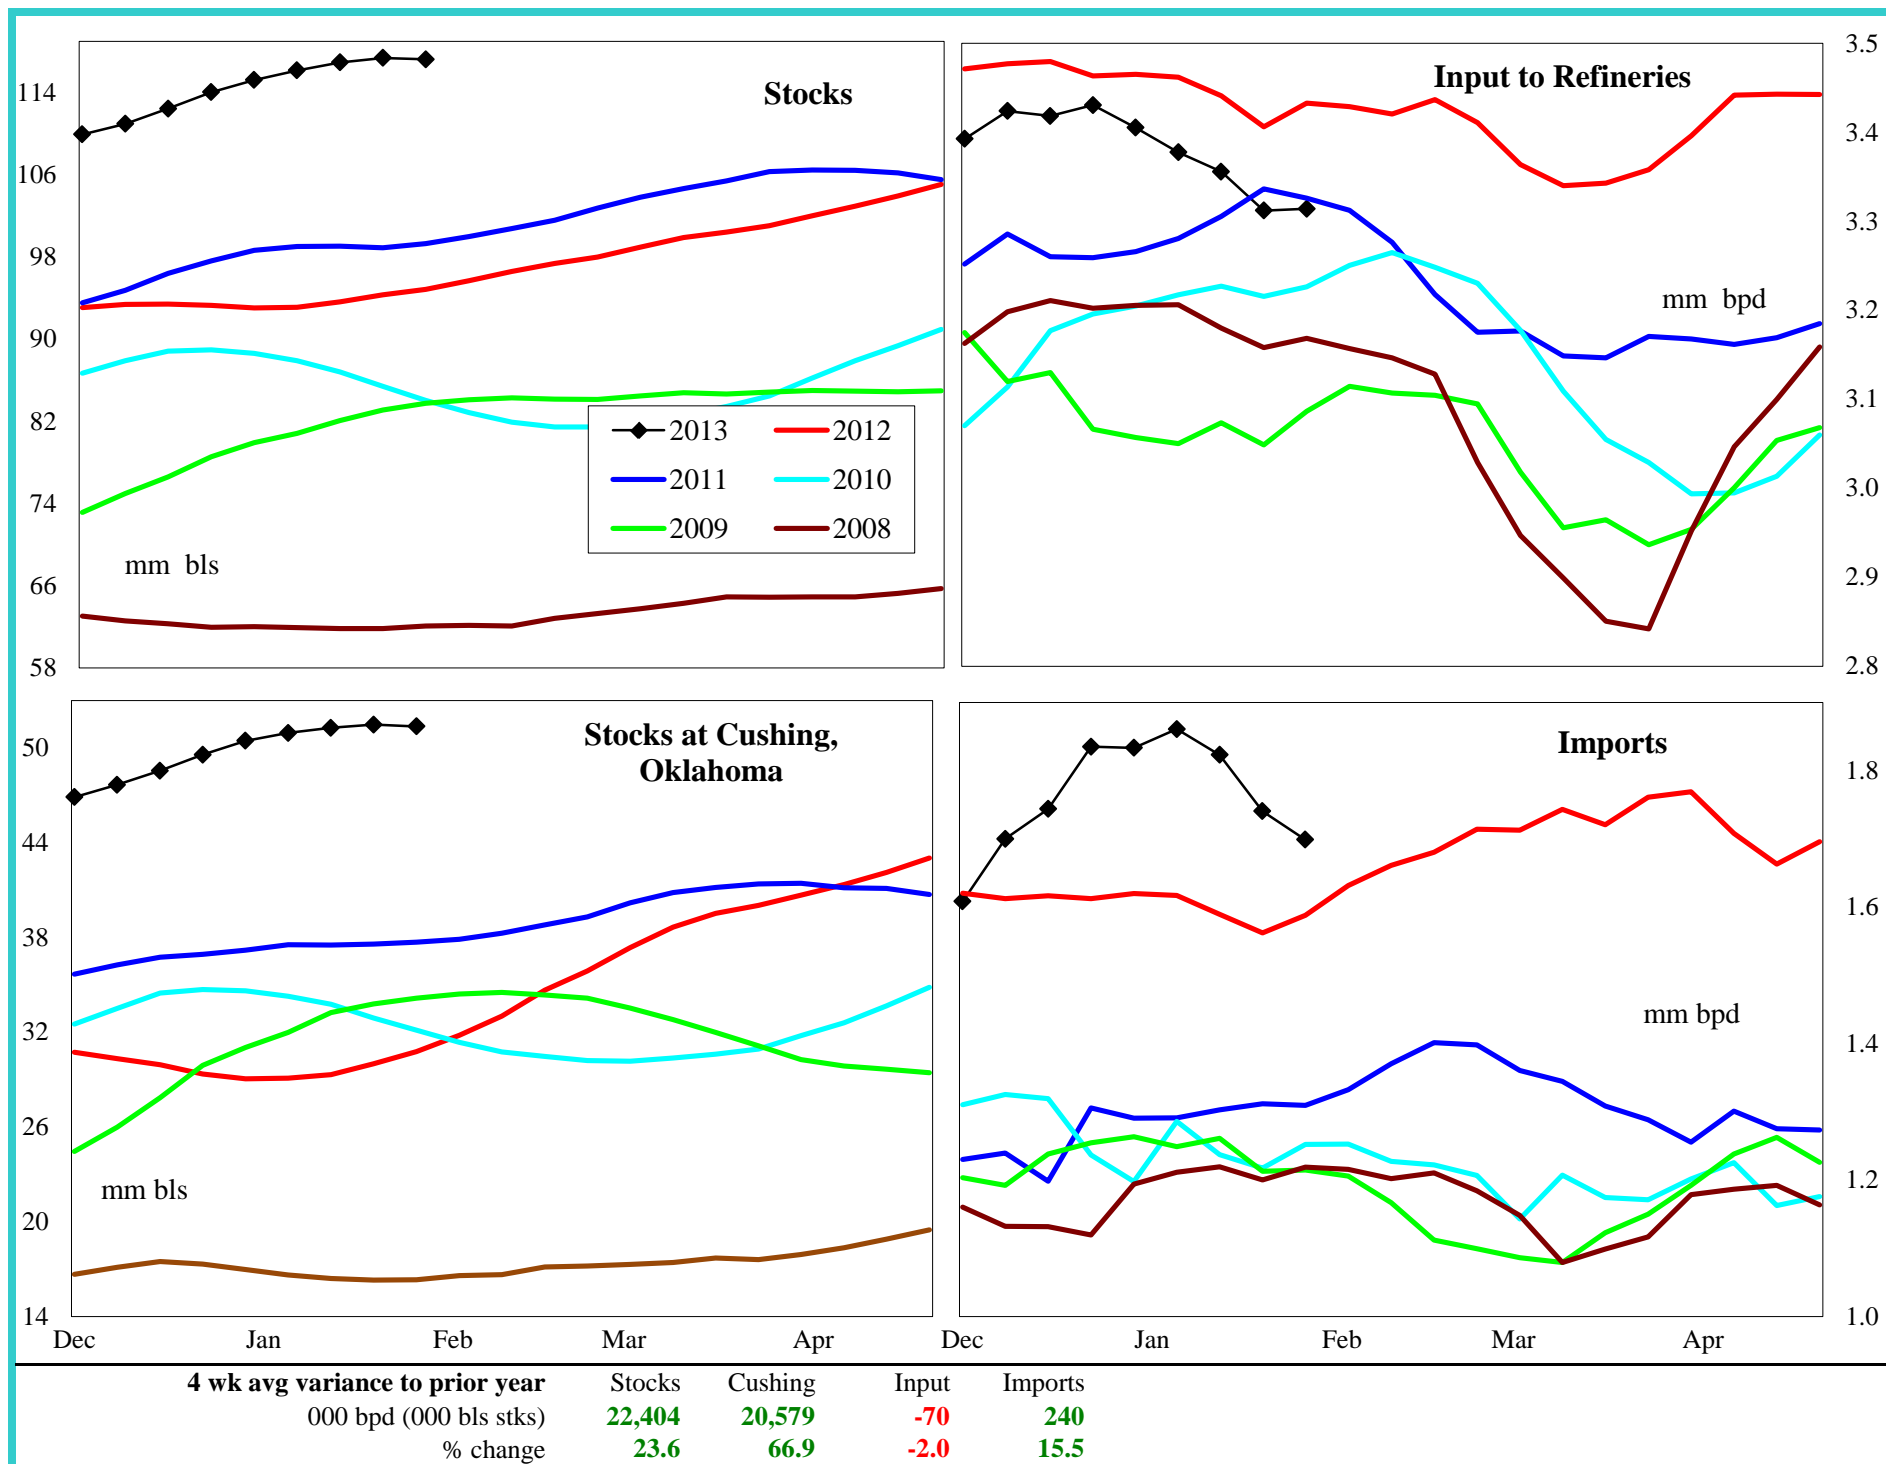 Stocks
114
106
98
90
82
74
66
58
mm bls
2013 2012
2011 2010
2009 2008
Input to Refineries
mm bpd
3.5
3.4
3.3
3.2
3.1
3.0
2.9
2.8
Stocks at Cushing,
Oklahoma
50
44
38
32
26
20
14
mm bls
Dec Jan Feb Mar Apr
Imports
mm bpd
1.8
1.6
1.4
1.2
1.0
Dec Jan Feb Mar Apr
4 wk avg variance to prior year Stocks Cushing Input Imports
000 bpd (000 bls stks) 22,404 20,579 -70 240
% change 23.6 66.9 -2.0 15.5